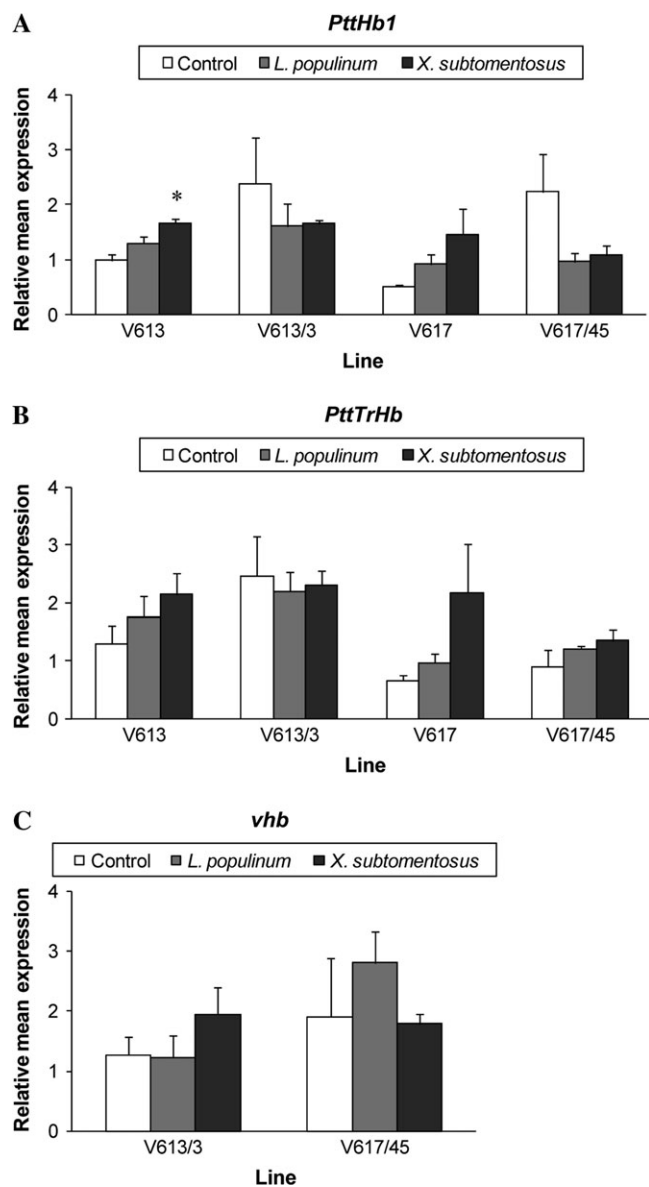 A
PttHb1
Control L. populinum X. subtomentosus
Relative mean expression
4
3
2
1
0
*
V613 V613/3 V617 V617/45
Line
B
PttTrHb
Control L. populinum X. subtomentosus
Relative mean expression
4
3
2
1
0
V613 V613/3 V617 V617/45
Line
C
vhb
Control L. populinum X. subtomentosus
Relative mean expression
4
3
2
1
0
V613/3 V617/45
Line